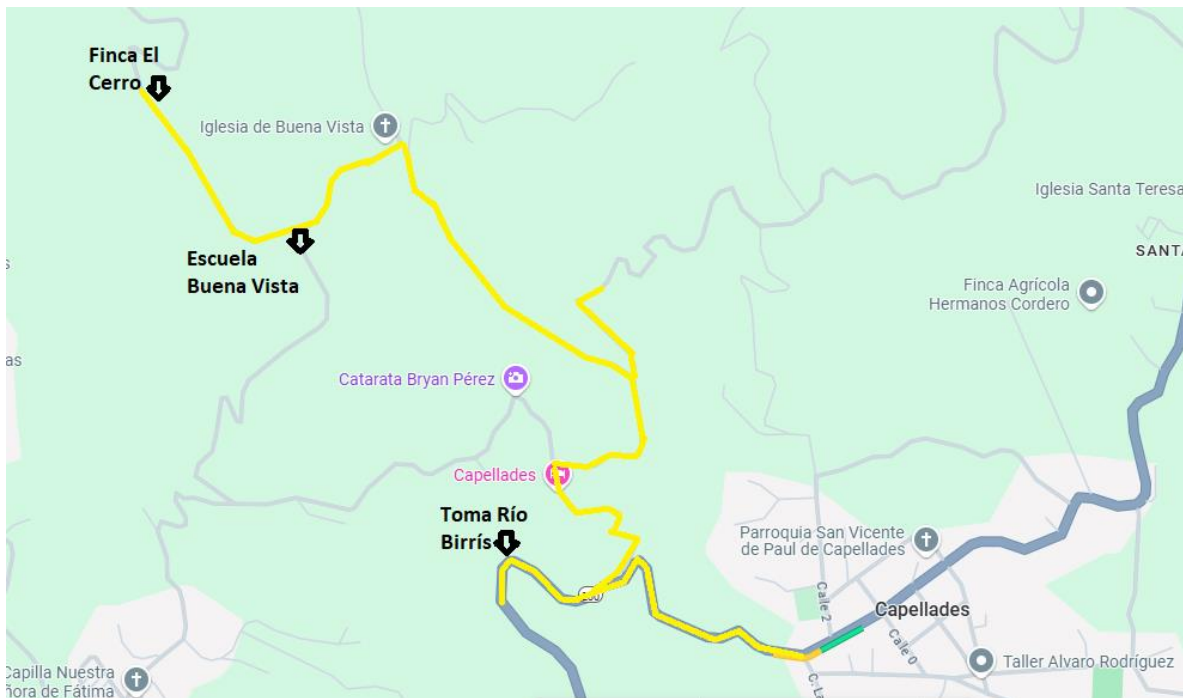 Finca El
Cerro
Iglesia de Buena Vista
Iglesia Santa Teresa
SANTA
Escuela
Buena Vista
Finca Agrícola
Hermanos Cordero
as
Catarata Bryan Pérez
Capellades
Toma Río
Birrís
Parroquia San Vicente
de Paul de Capellades
Calle 2
Capellades
Calle 0
Taller Alvaro Rodríguez
C. La
Capilla Nuestra
ñora de Fátima